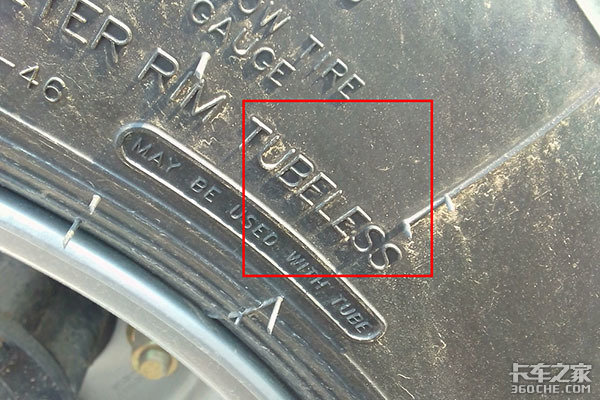 OW TIRE
GAUGE
TER RIM
-46
TUBELESS
MAY BE USED WITH TUBE
卡车之家
360CHE.COM